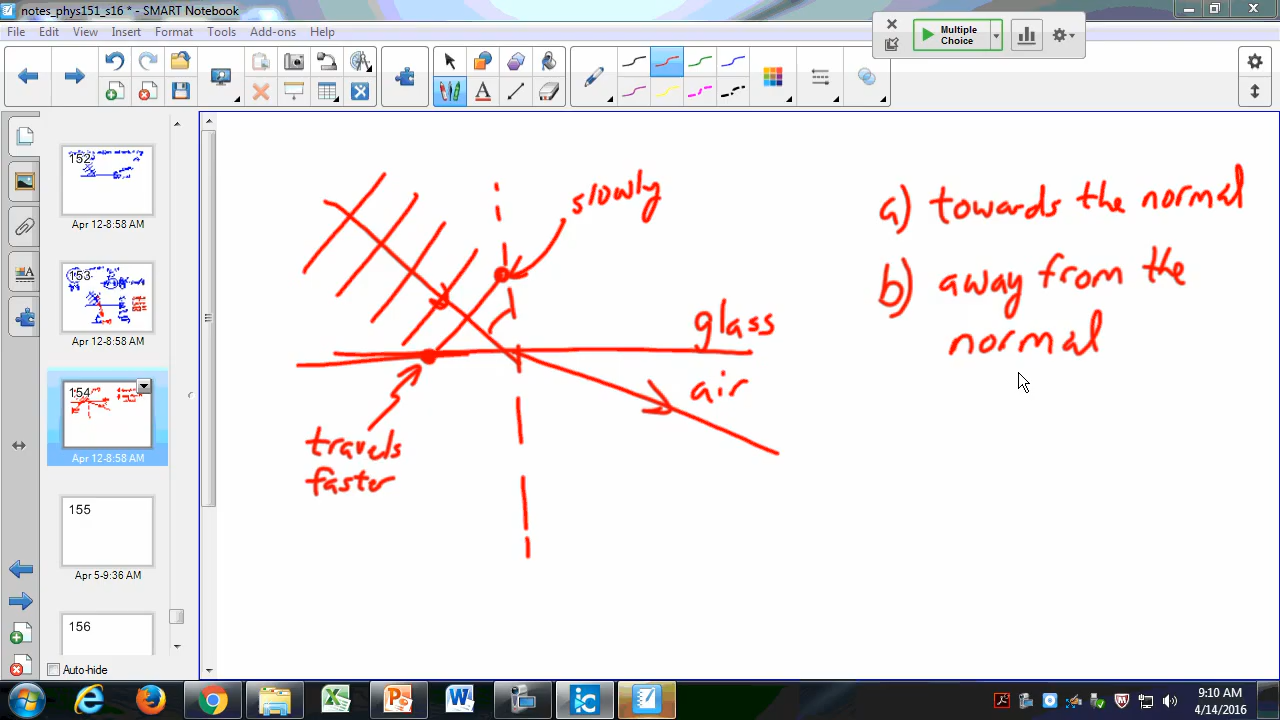 notes_phys151_s16 * - SMART Notebook
File Edit View Insert Format Tools Add-ons Help
Multiple
Choice
152
Apr 12-8:58 AM
153
Apr 12-8:58 AM
154
Apr 12-8:58 AM
155
Apr 5-9:36 AM
156
Auto-hide
slowly
glass
air
travels
faster
a) towards the normal
b) away from the
normal
9:10 AM
4/14/2016